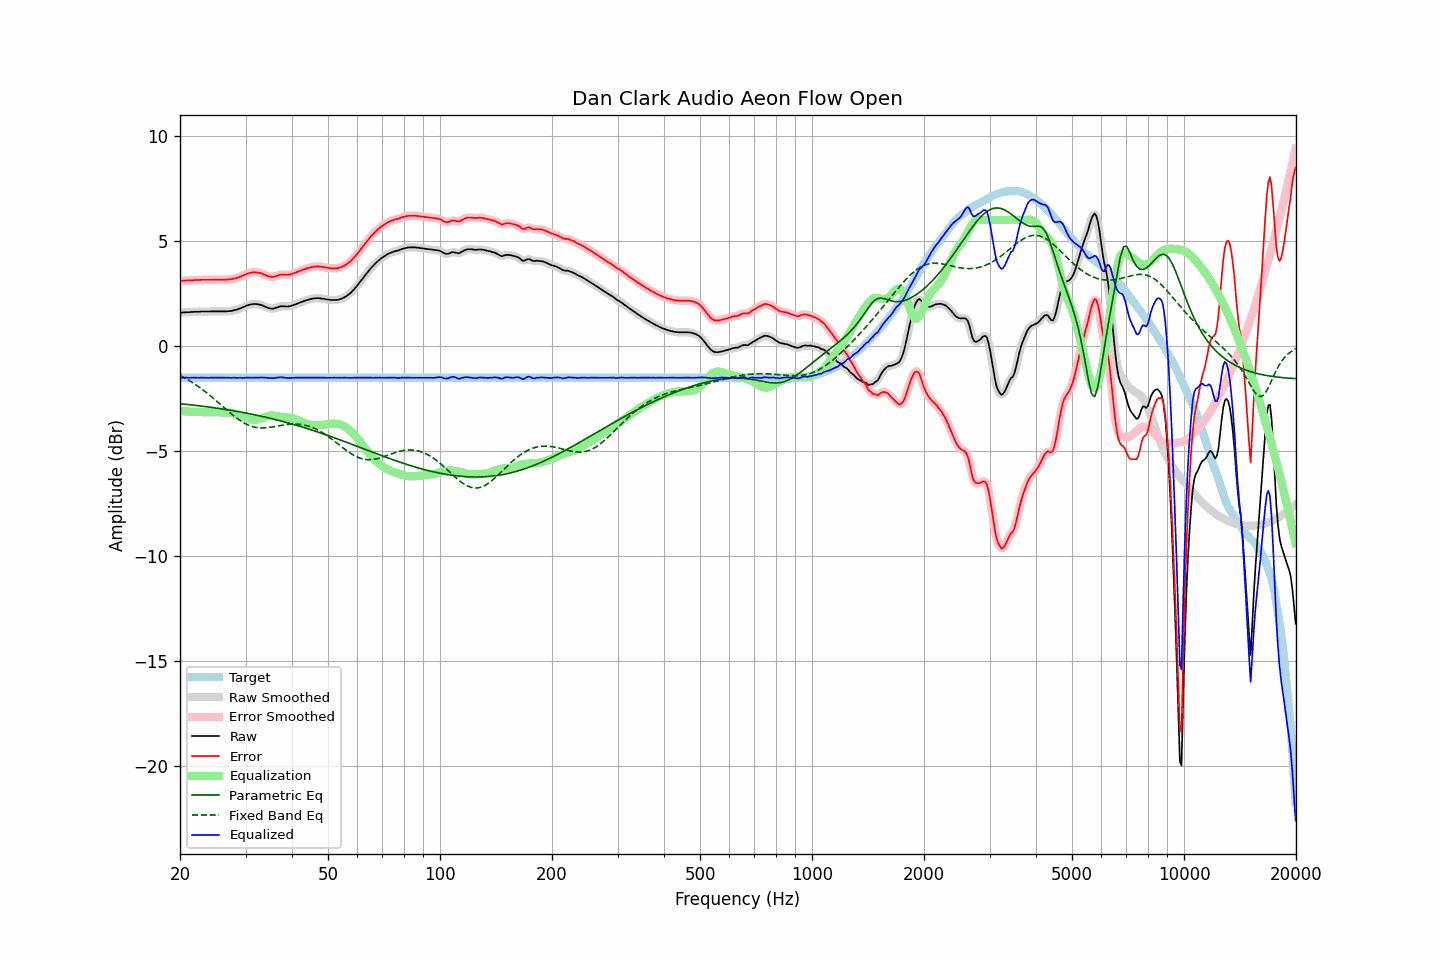 Dan Clark Audio Aeon Flow Open
Amplitude (dBr)
10
5
0
−5
−10
−15
−20
Target
Raw Smoothed
Error Smoothed
Raw
Error
Equalization
Parametric Eq
Fixed Band Eq
Equalized
20 50 100 200 500 1000 2000 5000 10000 20000
Frequency (Hz)